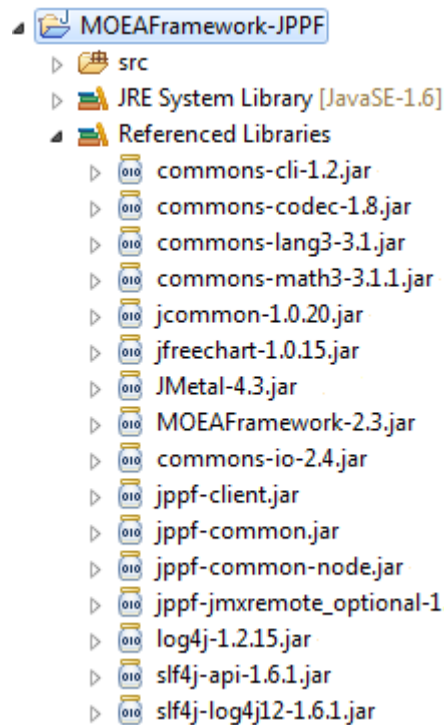 MOEAFramework-JPPF
src
JRE System Library [JavaSE-1.6]
Referenced Libraries
commons-cli-1.2.jar
commons-codec-1.8.jar
commons-lang3-3.1.jar
commons-math3-3.1.1.jar
jcommon-1.0.20.jar
jfreechart-1.0.15.jar
JMetal-4.3.jar
MOEAFramework-2.3.jar
commons-io-2.4.jar
jppf-client.jar
jppf-common.jar
jppf-common-node.jar
jppf-jmxremote_optional-1
log4j-1.2.15.jar
slf4j-api-1.6.1.jar
slf4j-log4j12-1.6.1.jar